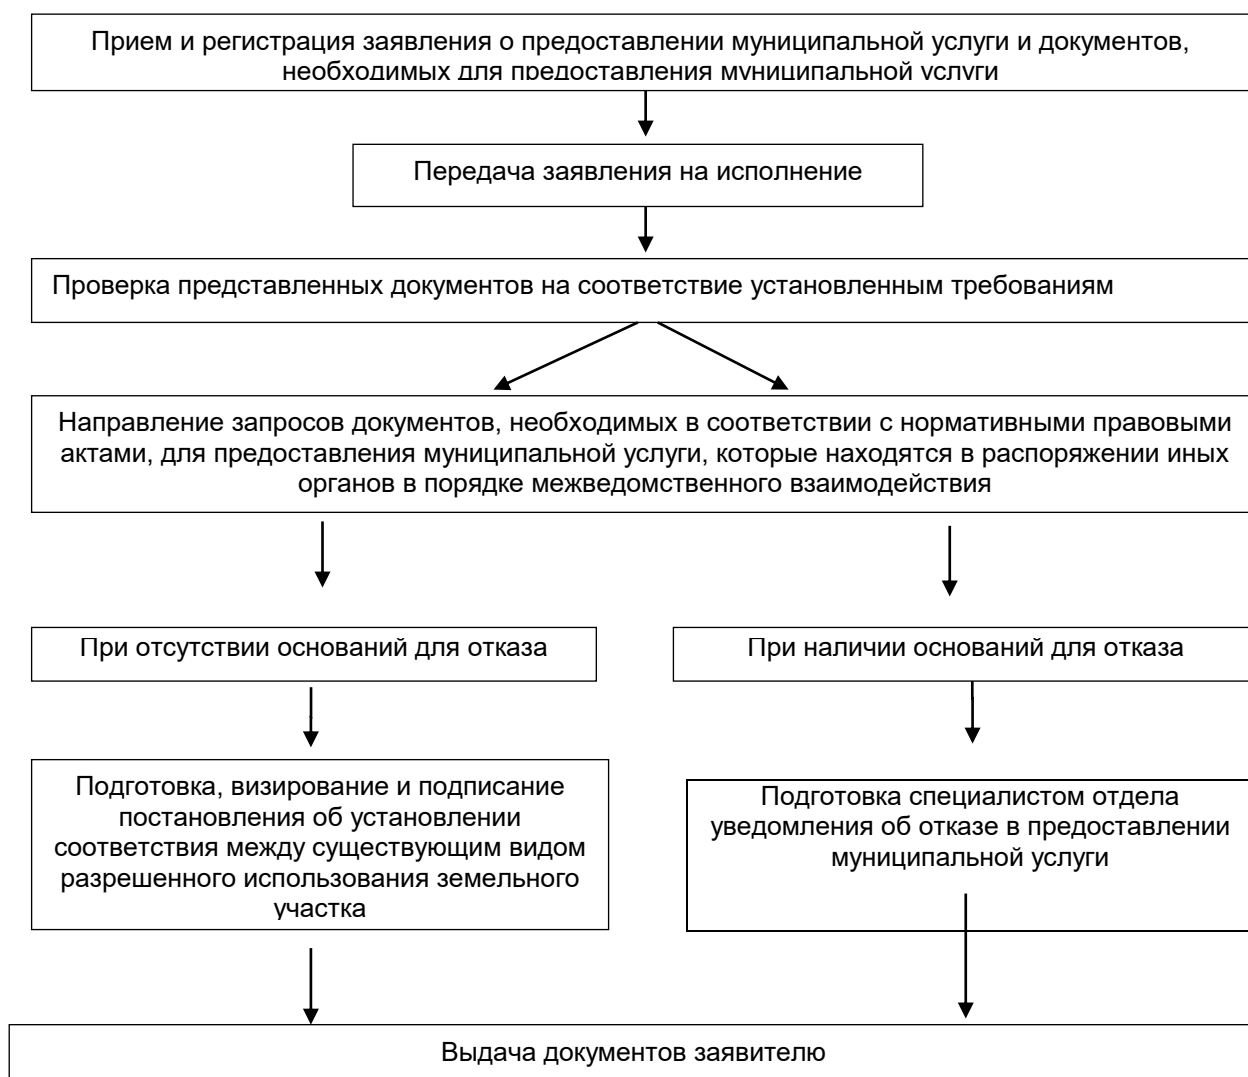 Прием и регистрация заявления о предоставлении муниципальной услуги и документов,
необходимых для предоставления муниципальной услуги
Передача заявления на исполнение
Проверка представленных документов на соответствие установленным требованиям
Направление запросов документов, необходимых в соответствии с нормативными правовыми
актами, для предоставления муниципальной услуги, которые находятся в распоряжении иных
органов в порядке межведомственного взаимодействия
При отсутствии оснований для отказа
При наличии оснований для отказа
Подготовка, визирование и подписание
постановления об установлении
соответствия между существующим видом
разрешенного использования земельного
участка
Подготовка специалистом отдела
уведомления об отказе в предоставлении
муниципальной услуги
Выдача документов заявителю